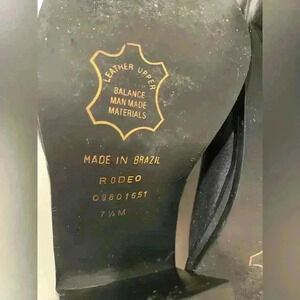 LEATHER UPPER
BALANCE
MAN MADE
MATERIALS
MADE IN BRAZIL
RODEO
09801651
7½M